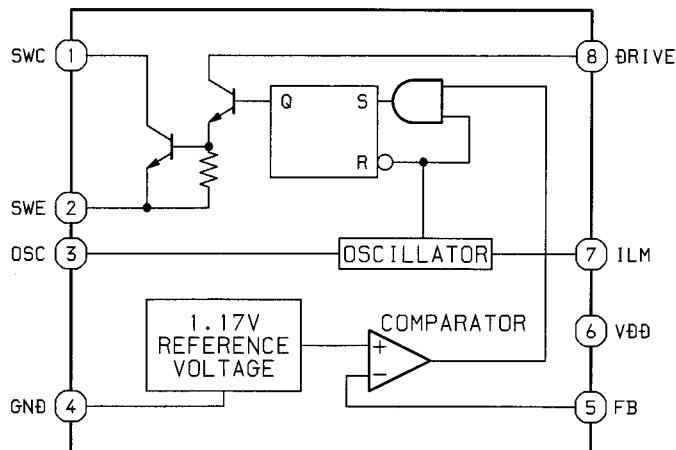 SWC 1
8 DRIVE
Q S
R
SWE 2
OSC 3
OSCILLATOR
7 ILM
1.17V
REFERENCE
VOLTAGE
COMPARATOR
+
−
6 VDD
GND 4
5 FB